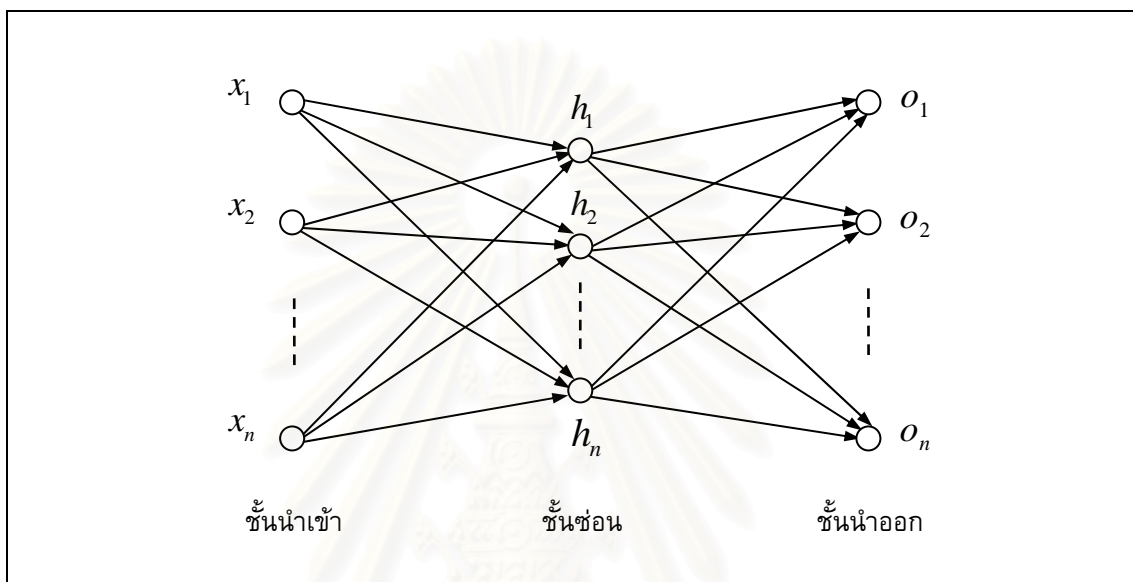 x₁
h₁
o₁
x₂
h₂
o₂
xₙ
hₙ
oₙ
ชั้นนำเข้า ชั้นซ่อน ชั้นนำออก